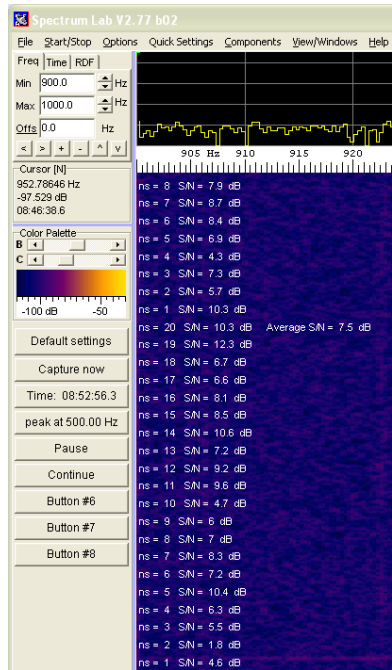 Spectrum Lab V2.77 b02
File Start/Stop Options Quick Settings Components View/Windows Help
Freq Time RDF
Min 900.0 Hz
Max 1000.0 Hz
Offs 0.0 Hz
< > + - ^ v
Cursor [N]
952.78646 Hz
-97.529 dB
08:46:38.6
Color Palette
B
C
-100 dB -50
Default settings
Capture now
Time: 08:52:56.3
peak at 500.00 Hz
Pause
Continue
Button #6
Button #7
Button #8
905 Hz 910 915 920
ns = 8 S/N = 7.9 dB
ns = 7 S/N = 8.7 dB
ns = 6 S/N = 8.4 dB
ns = 5 S/N = 6.9 dB
ns = 4 S/N = 4.3 dB
ns = 3 S/N = 7.3 dB
ns = 2 S/N = 5.7 dB
ns = 1 S/N = 10.3 dB
ns = 20 S/N = 10.3 dB Average S/N = 7.5 dB
ns = 19 S/N = 12.3 dB
ns = 18 S/N = 6.7 dB
ns = 17 S/N = 6.6 dB
ns = 16 S/N = 8.1 dB
ns = 15 S/N = 8.5 dB
ns = 14 S/N = 10.6 dB
ns = 13 S/N = 7.2 dB
ns = 12 S/N = 9.2 dB
ns = 11 S/N = 9.6 dB
ns = 10 S/N = 4.7 dB
ns = 9 S/N = 6 dB
ns = 8 S/N = 7 dB
ns = 7 S/N = 8.3 dB
ns = 6 S/N = 7.2 dB
ns = 5 S/N = 10.4 dB
ns = 4 S/N = 6.3 dB
ns = 3 S/N = 5.5 dB
ns = 2 S/N = 1.8 dB
ns = 1 S/N = 4.6 dB